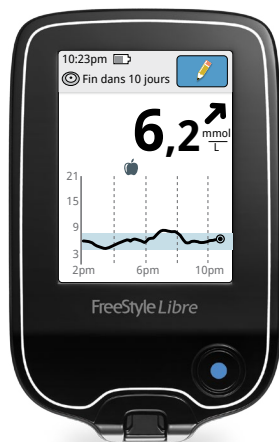 10:23pm
Fin dans 10 jours
6,2 mmol
L
21
15
9
3
2pm 6pm 10pm
FreeStyle Libre